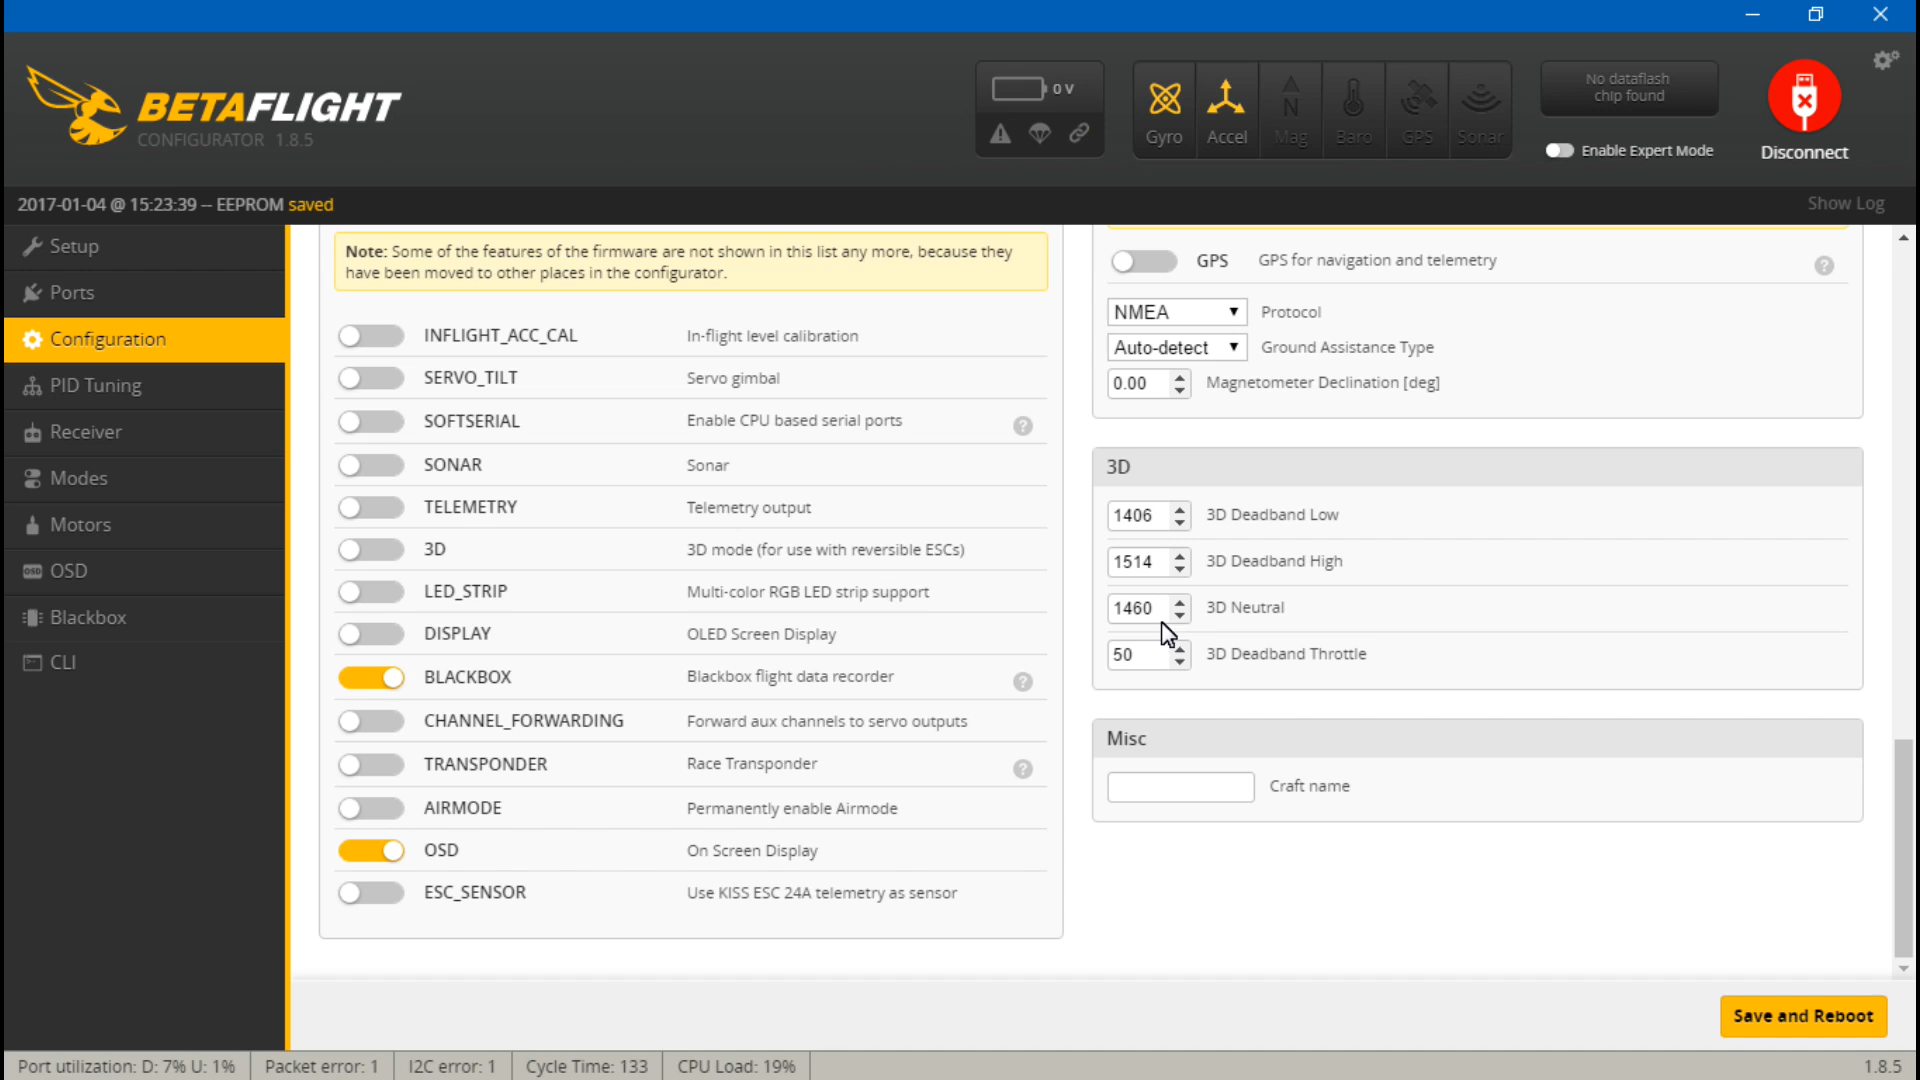 BETAFLIGHT
CONFIGURATOR 1.8.5
0 V
Gyro
Accel
Mag
Baro
GPS
Sonar
No dataflash
chip found
Enable Expert Mode
Disconnect
2017-01-04 @ 15:23:39 -- EEPROM saved
Show Log
Setup
Ports
Configuration
PID Tuning
Receiver
Modes
Motors
OSD
Blackbox
CLI
Note: Some of the features of the firmware are not shown in this list any more, because they
have been moved to other places in the configurator.
INFLIGHT_ACC_CAL In-flight level calibration
SERVO_TILT Servo gimbal
SOFTSERIAL Enable CPU based serial ports ?
SONAR Sonar
TELEMETRY Telemetry output
3D 3D mode (for use with reversible ESCs)
LED_STRIP Multi-color RGB LED strip support
DISPLAY OLED Screen Display
BLACKBOX Blackbox flight data recorder ?
CHANNEL_FORWARDING Forward aux channels to servo outputs
TRANSPONDER Race Transponder ?
AIRMODE Permanently enable Airmode
OSD On Screen Display
ESC_SENSOR Use KISS ESC 24A telemetry as sensor
GPS GPS for navigation and telemetry ?
NMEA Protocol
Auto-detect Ground Assistance Type
0.00 Magnetometer Declination [deg]
3D
1406 3D Deadband Low
1514 3D Deadband High
1460 3D Neutral
50 3D Deadband Throttle
Misc
Craft name
Save and Reboot
Port utilization: D: 7% U: 1% Packet error: 1 I2C error: 1 Cycle Time: 133 CPU Load: 19% 1.8.5